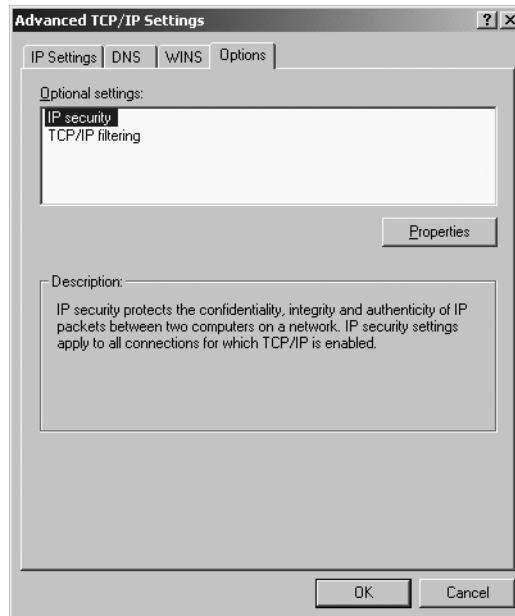 Advanced TCP/IP Settings
IP Settings DNS WINS Options
Optional settings:
IP security
TCP/IP filtering
Properties
Description:
IP security protects the confidentiality, integrity and authenticity of IP
packets between two computers on a network. IP security settings
apply to all connections for which TCP/IP is enabled.
OK Cancel